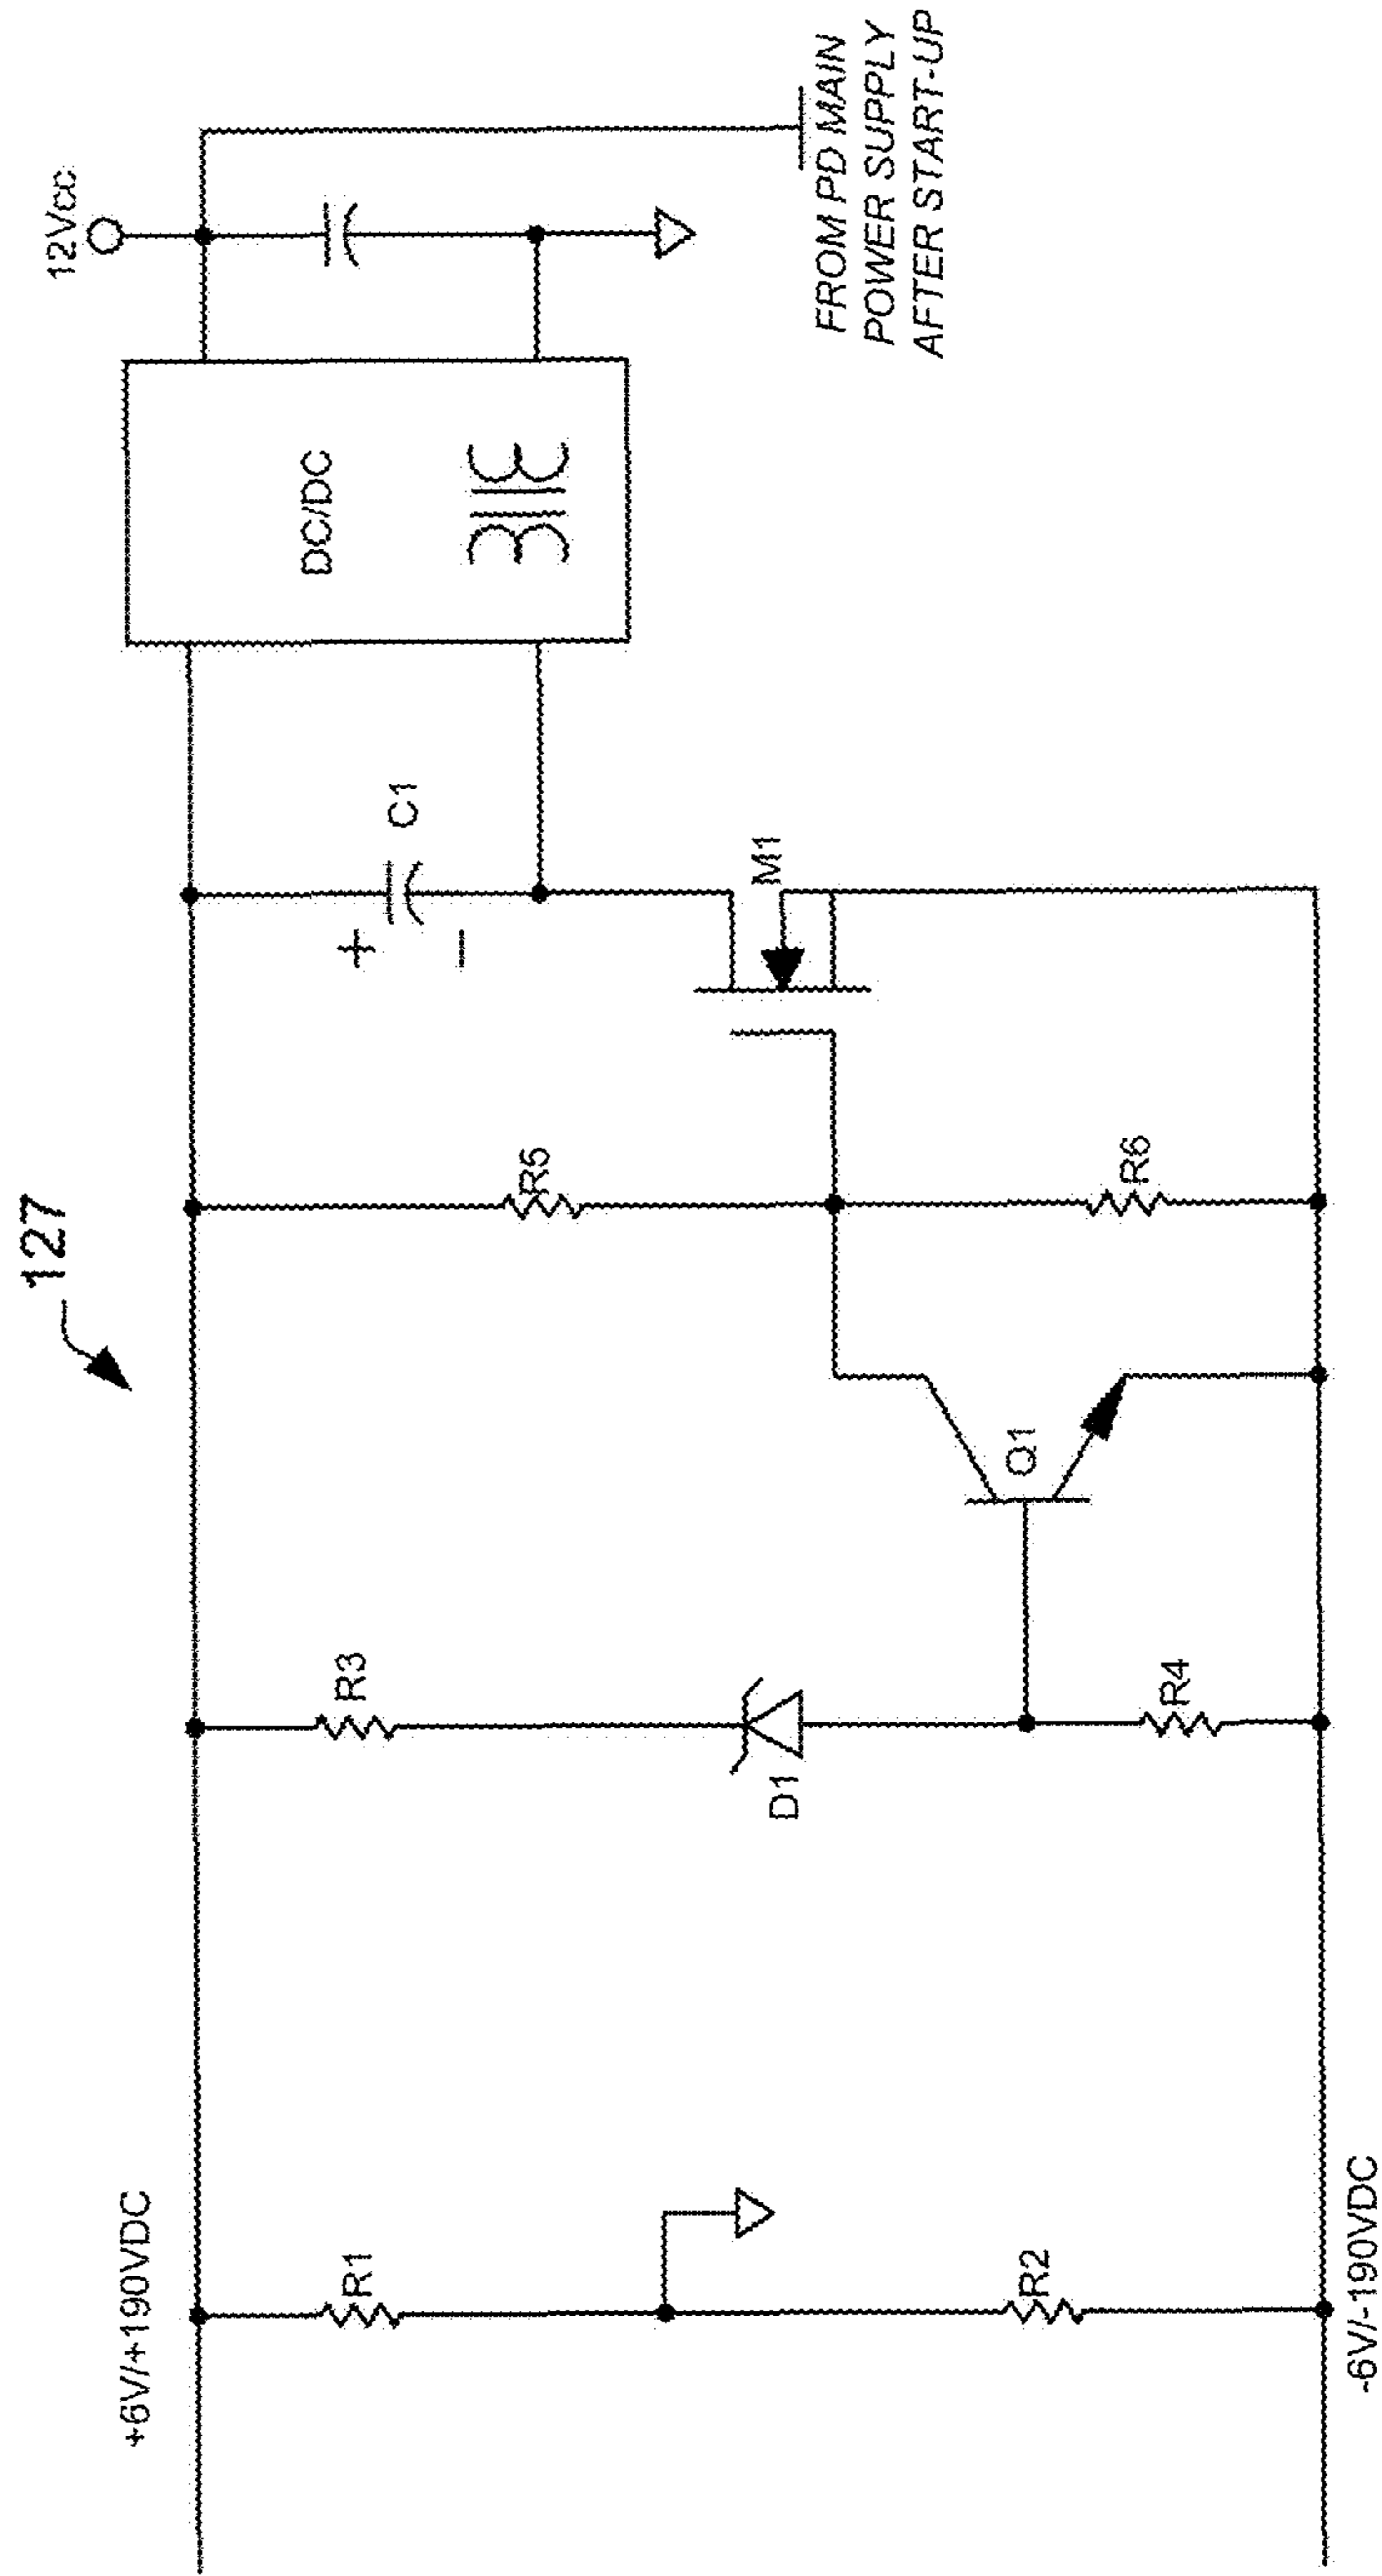 127
+6V/+190VDC
-6V/-190VDC
R1
R2
R3
D1
R4
Q1
R5
R6
M1
C1
+
−
DC/DC
12Vcc
FROM PD MAIN
POWER SUPPLY
AFTER START-UP